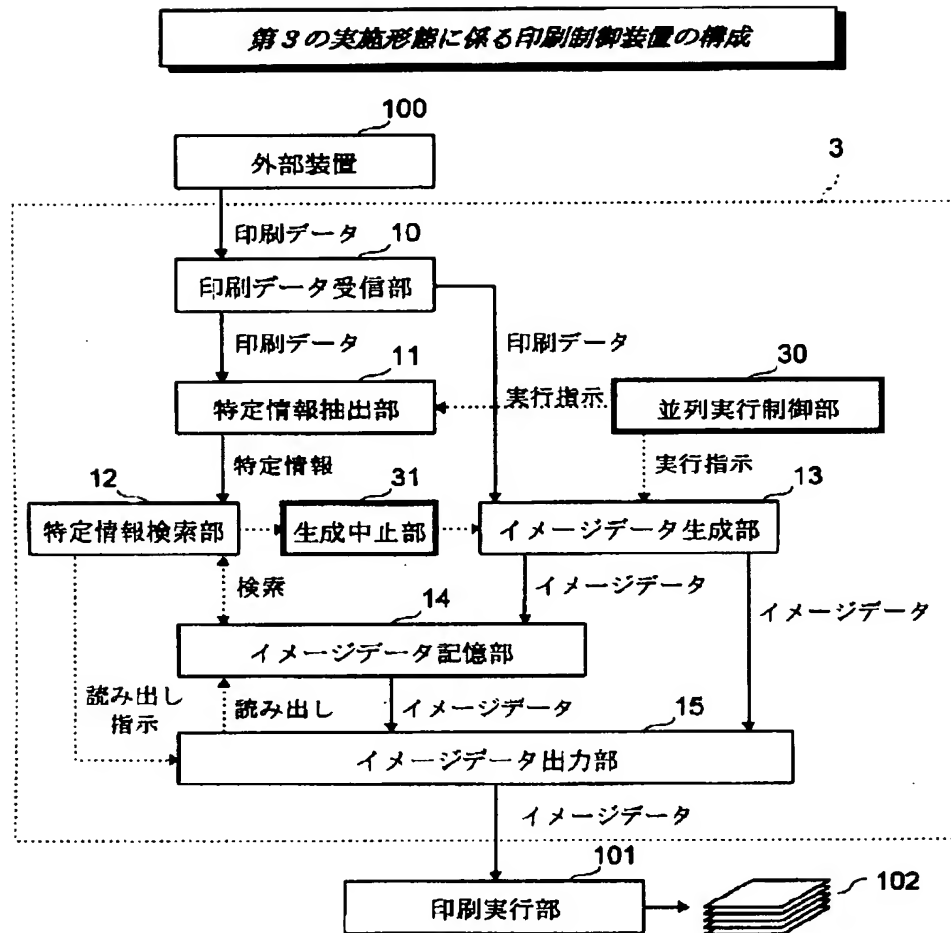 第3の実施形態に係る印刷制御装置の構成
100
外部装置
3
印刷データ
10
印刷データ受信部
印刷データ
11
印刷データ
30
特定情報抽出部
実行指示
並列実行制御部
特定情報
実行指示
12
31
13
特定情報検索部
生成中止部
イメージデータ生成部
検索
イメージデータ
イメージデータ
14
イメージデータ記憶部
読み出し
指示
読み出し
イメージデータ
15
イメージデータ出力部
イメージデータ
101
印刷実行部
102